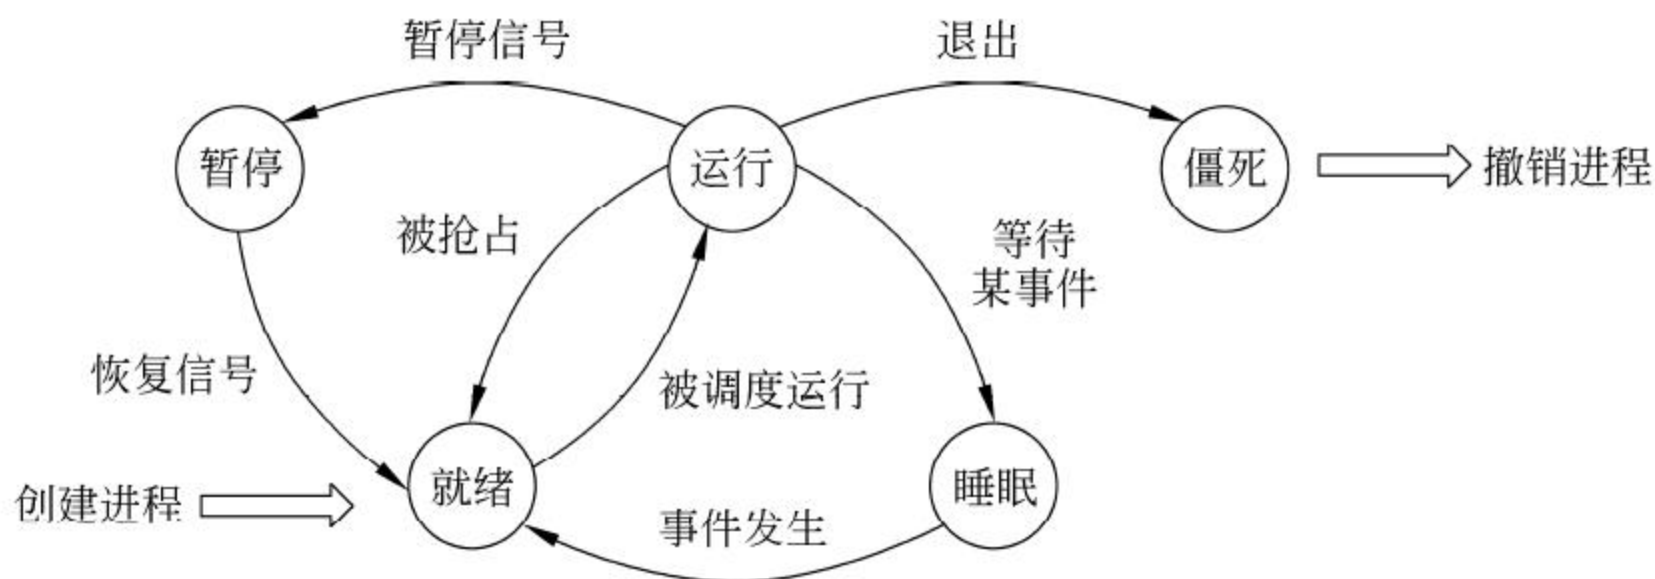 暂停信号
退出
暂停
运行
僵死
撤销进程
被抢占
等待
某事件
恢复信号
被调度运行
创建进程
就绪
睡眠
事件发生